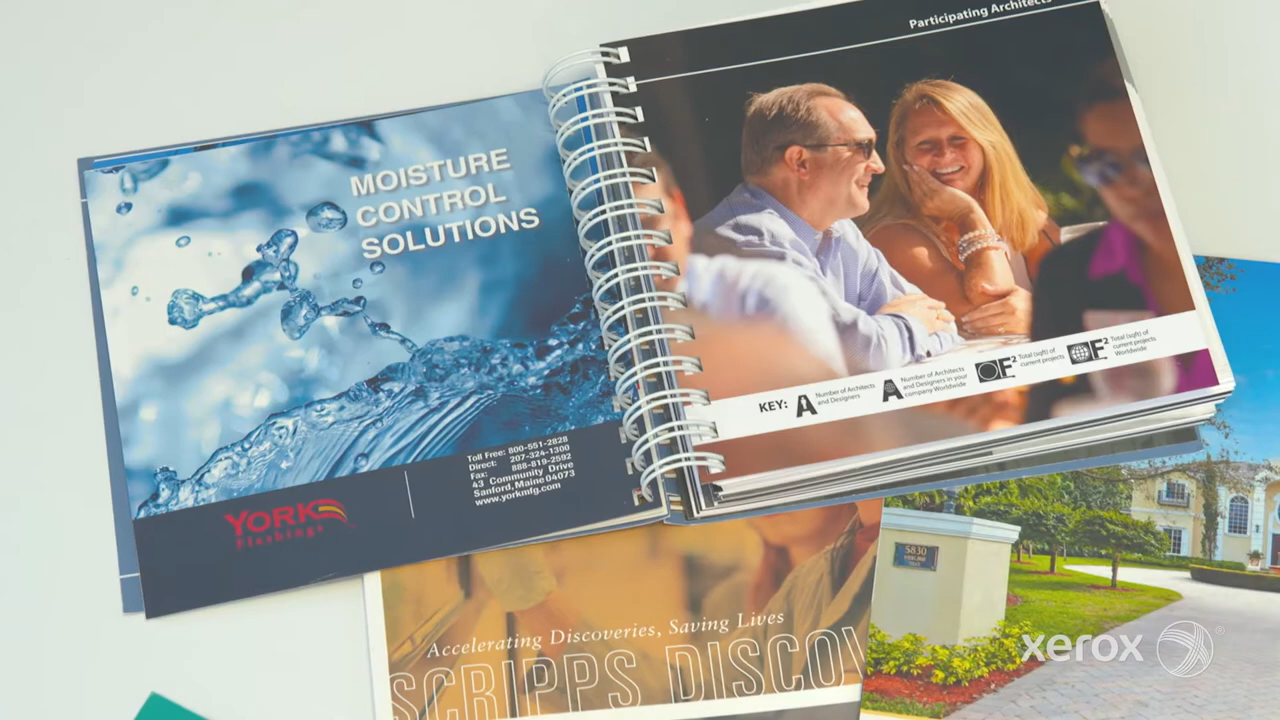 Participating Architects
MOISTURE
CONTROL
SOLUTIONS
KEY:
A
Number of Architects
and Designers
A
Number of Architects
and Designers in your
company Worldwide
F²
Total (sqft) of
current projects
F²
Total (sqft) of
current projects
Worldwide
Toll Free: 800-551-2828
Direct: 207-324-1300
Fax: 888-819-2592
43 Community Drive
Sanford, Maine 04073
www.yorkmfg.com
YORK
Flashings
5830
Accelerating Discoveries, Saving Lives
SCRIPPS DISCOV
xerox